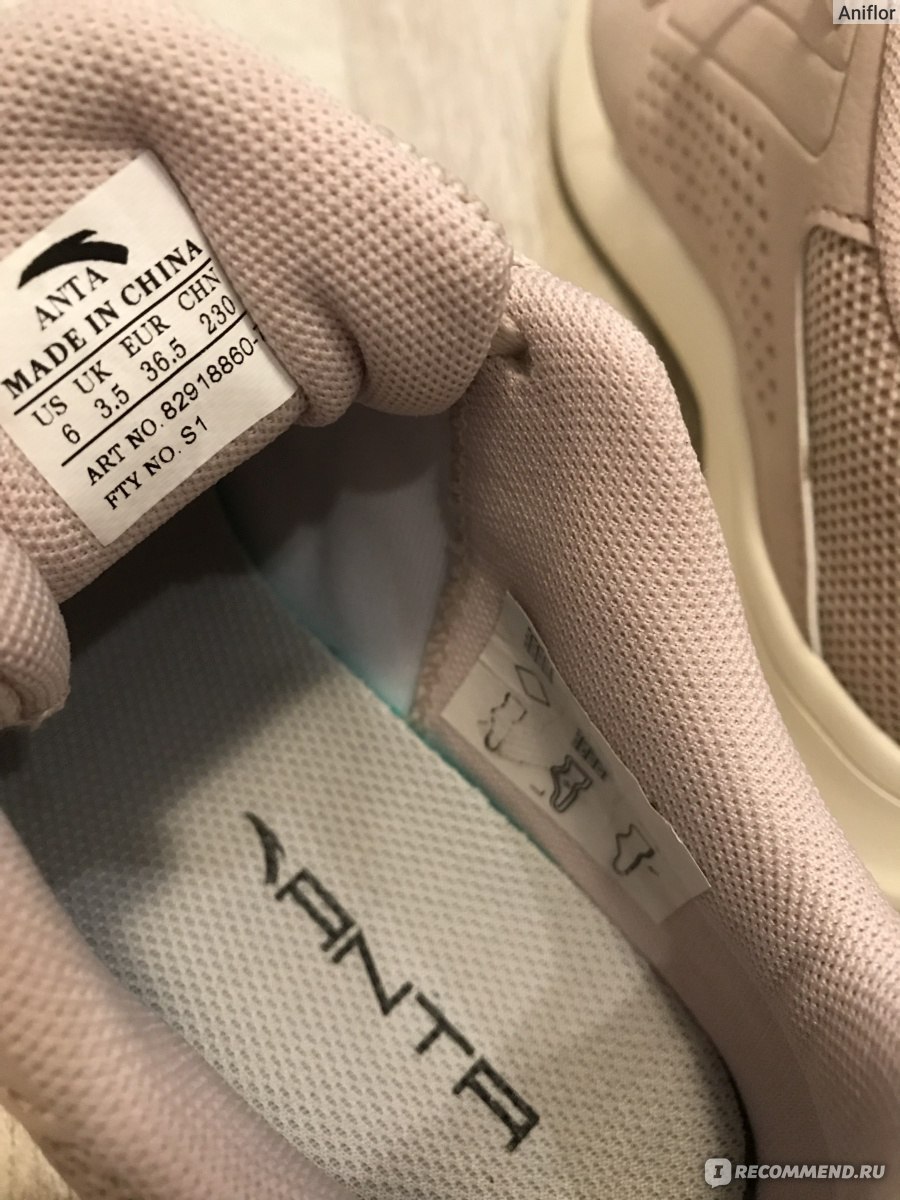 Aniflor
ANTA
MADE IN CHINA
US UK EUR CHN
6 3.5 36.5 230
ART NO. 82918860-
FTY NO. S1
ANTA
I RECOMMEND.RU